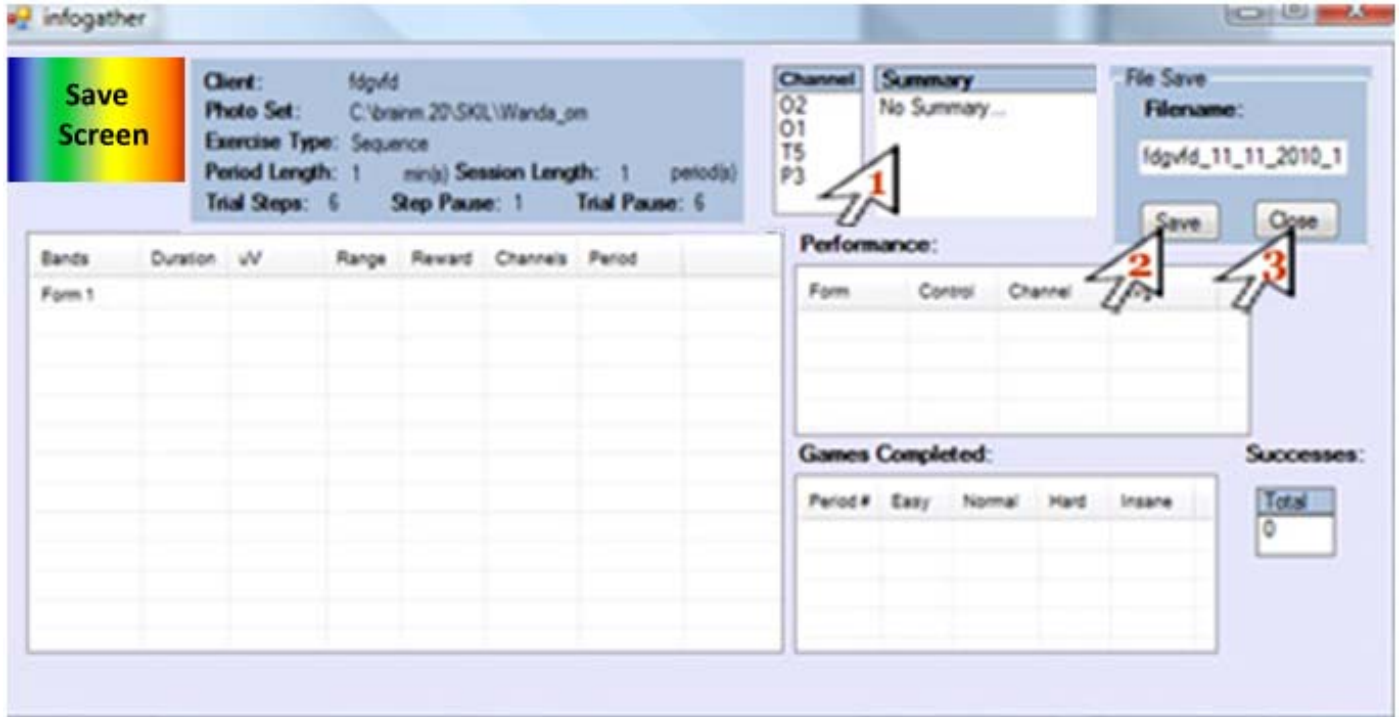 infogather
Save
Screen
Client: fdgvfd
Photo Set: C:\brainm.20\SKIL\Wanda_om
Exercise Type: Sequence
Period Length: 1 min(s) Session Length: 1 period(s)
Trial Steps: 6 Step Pause: 1 Trial Pause: 6
Channel
O2
O1
T5
P3
1
Summary
No Summary...
File Save
Filename:
fdgvfd_11_11_2010_1
Save
Close
2
3
Bands Duration uV Range Reward Channels Period
Form 1
Performance:
Form Control Channel
Games Completed:
Period # Easy Normal Hard Insane
Successes:
Total
0